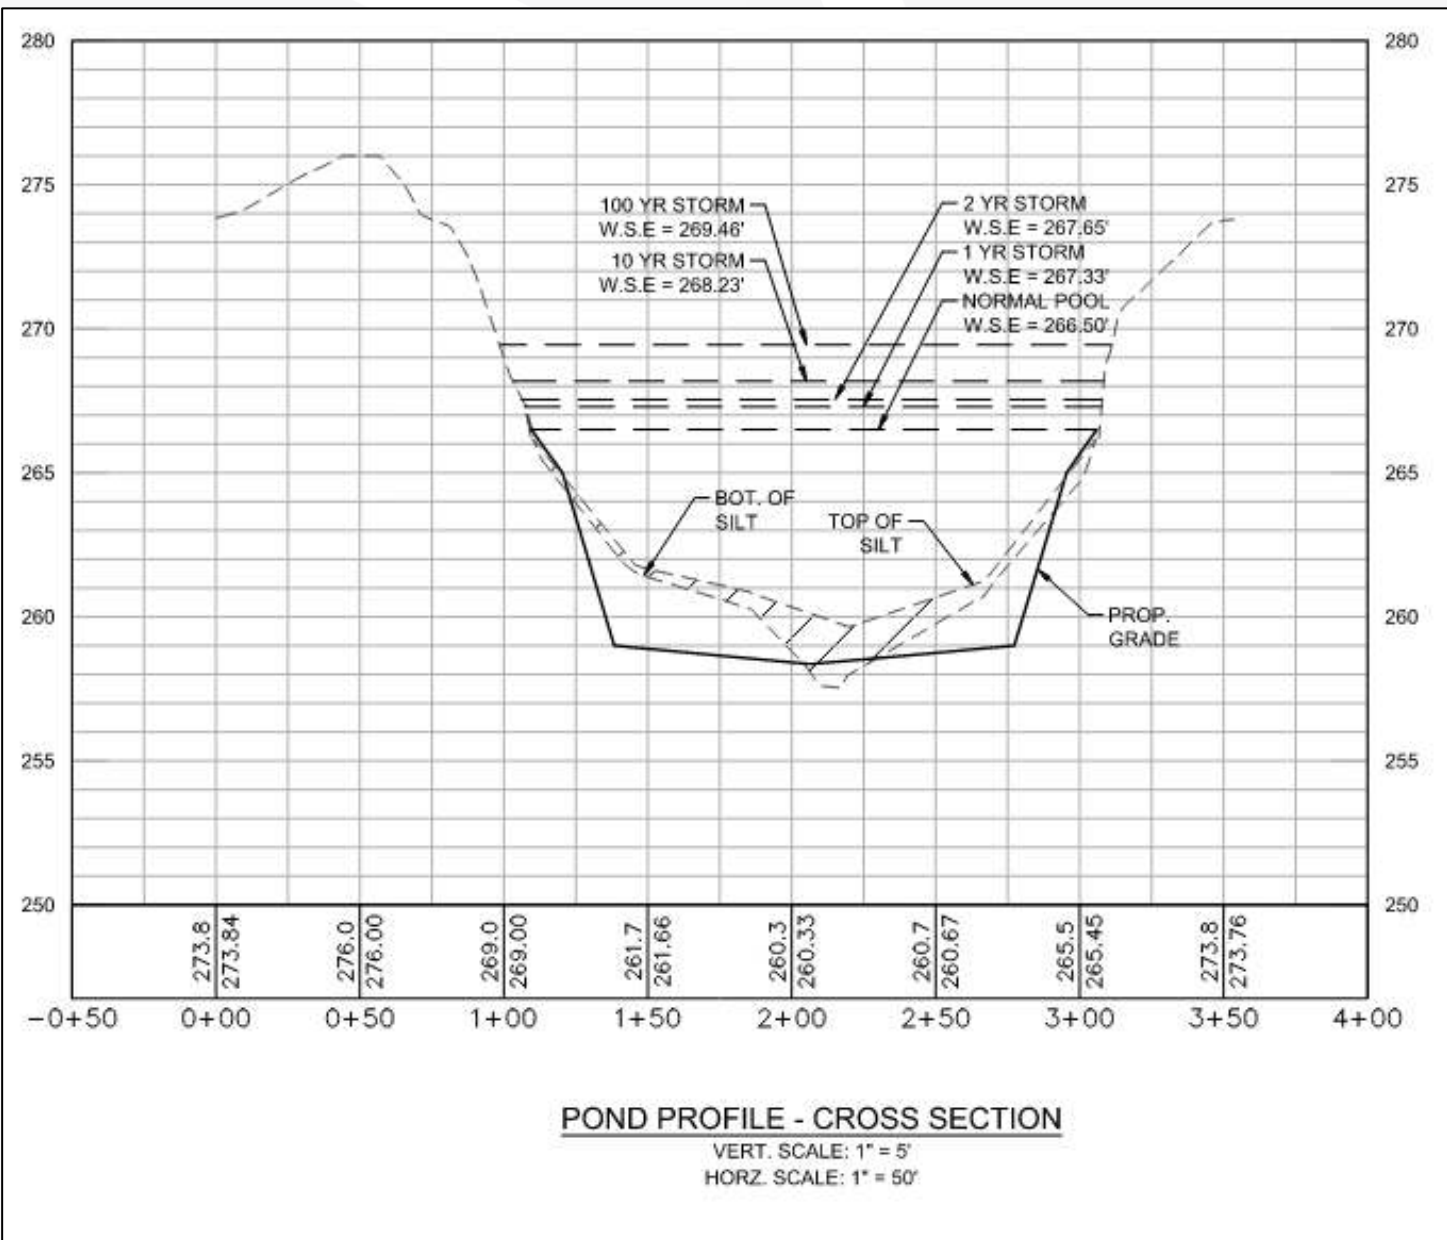 280
280
275
275
100 YR STORM
W.S.E = 269.46'
2 YR STORM
W.S.E = 267.65'
10 YR STORM
W.S.E = 268.23'
1 YR STORM
W.S.E = 267.33'
NORMAL POOL
W.S.E = 266.50'
270
270
265
265
BOT. OF
SILT
TOP OF
SILT
260
260
PROP.
GRADE
255
255
250
250
273.8
273.84
276.0
276.00
269.0
269.00
261.7
261.66
260.3
260.33
260.7
260.67
265.5
265.45
273.8
273.76
-0+50 0+00 0+50 1+00 1+50 2+00 2+50 3+00 3+50 4+00
POND PROFILE - CROSS SECTION
VERT. SCALE: 1" = 5'
HORZ. SCALE: 1" = 50'